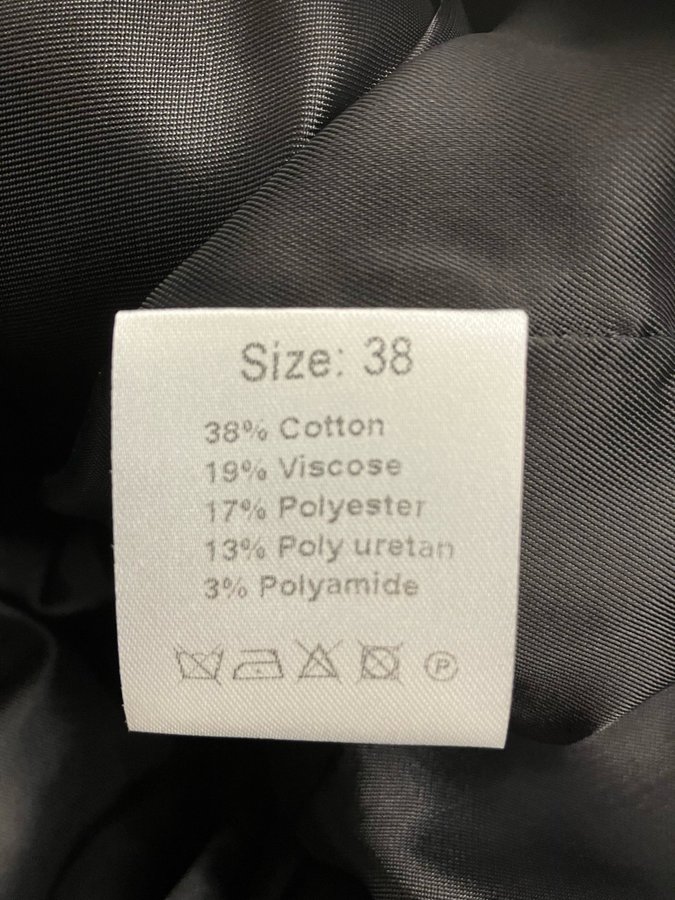 Size: 38
38% Cotton
19% Viscose
17% Polyester
13% Poly uretan
3% Polyamide
P